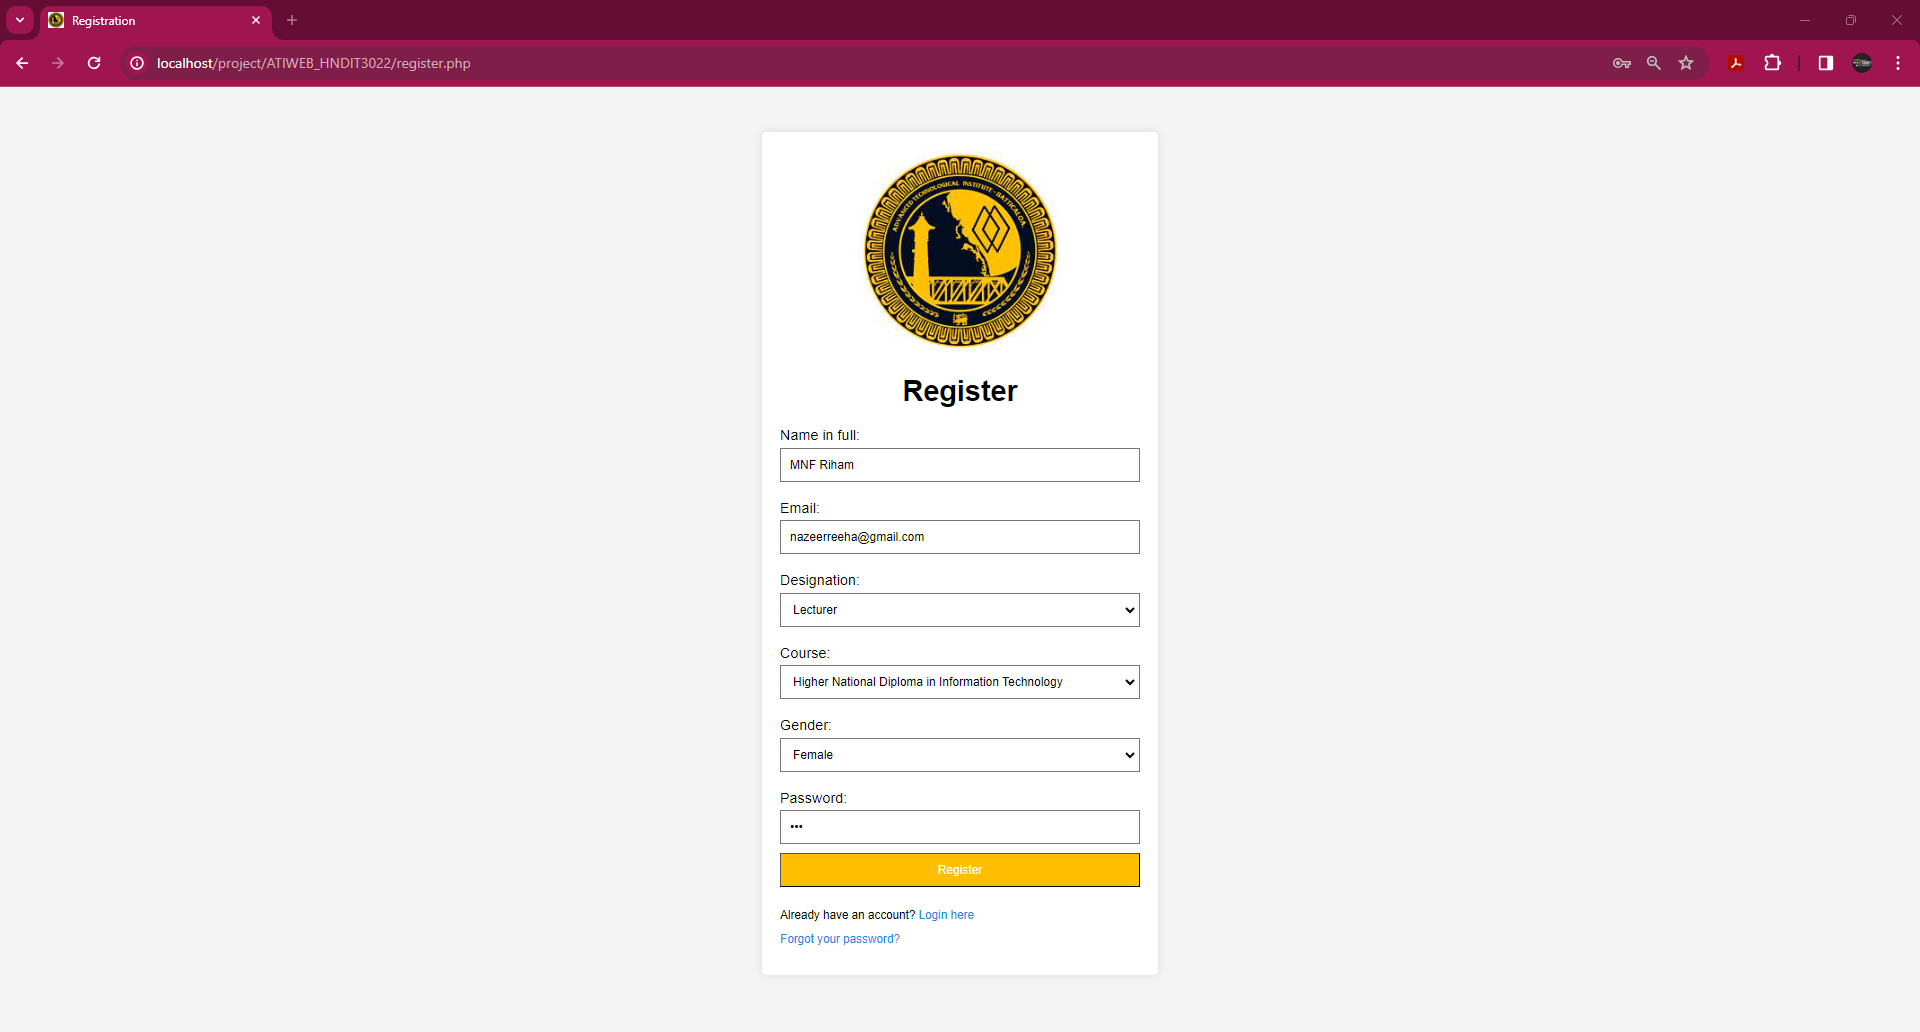 Registration
localhost/project/ATIWEB_HNDIT3022/register.php
ADVANCED TECHNOLOGICAL INSTITUTE - BATTICALOA
Register
Name in full:
MNF Riham
Email:
nazeerreeha@gmail.com
Designation:
Lecturer
Course:
Higher National Diploma in Information Technology
Gender:
Female
Password:
•••
Register
Already have an account? Login here
Forgot your password?